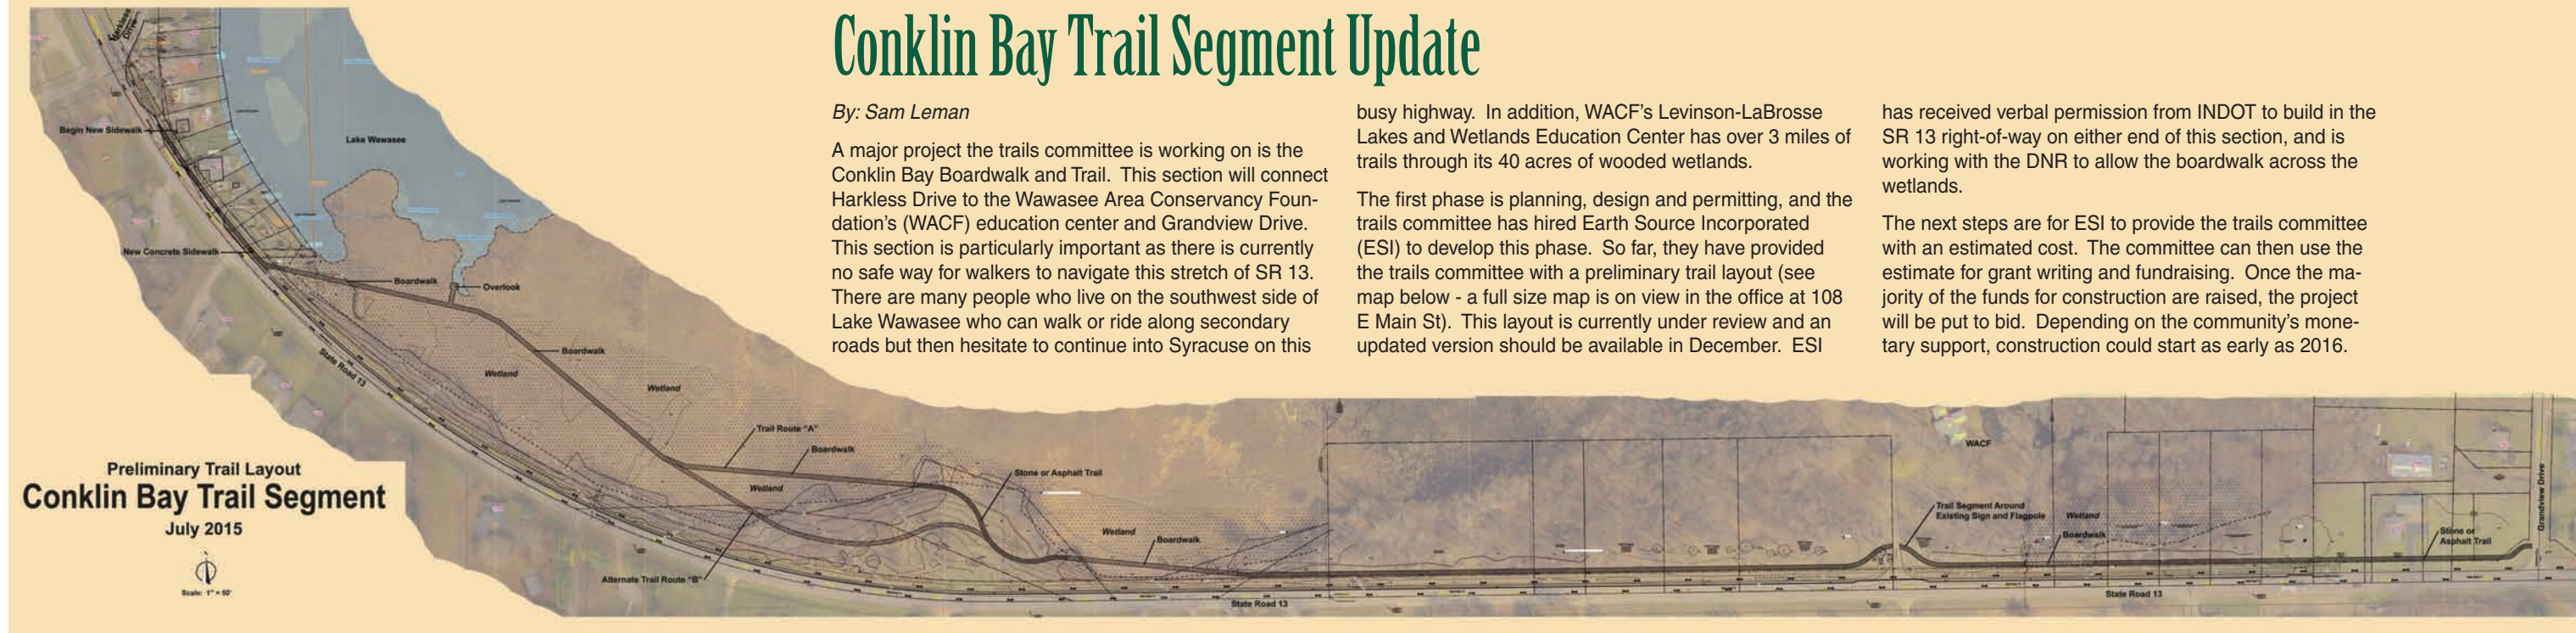 Conklin Bay Trail Segment Update
By: Sam Leman
A major project the trails committee is working on is the
Conklin Bay Boardwalk and Trail.  This section will connect
Harkless Drive to the Wawasee Area Conservancy Foun-
dation's (WACF) education center and Grandview Drive.
This section is particularly important as there is currently
no safe way for walkers to navigate this stretch of SR 13.
There are many people who live on the southwest side of
Lake Wawasee who can walk or ride along secondary
roads but then hesitate to continue into Syracuse on this
busy highway.  In addition, WACF's Levinson-LaBrosse
Lakes and Wetlands Education Center has over 3 miles of
trails through its 40 acres of wooded wetlands.
The first phase is planning, design and permitting, and the
trails committee has hired Earth Source Incorporated
(ESI) to develop this phase.  So far, they have provided
the trails committee with a preliminary trail layout (see
map below - a full size map is on view in the office at 108
E Main St).  This layout is currently under review and an
updated version should be available in December.  ESI
has received verbal permission from INDOT to build in the
SR 13 right-of-way on either end of this section, and is
working with the DNR to allow the boardwalk across the
wetlands.
The next steps are for ESI to provide the trails committee
with an estimated cost.  The committee can then use the
estimate for grant writing and fundraising.  Once the ma-
jority of the funds for construction are raised, the project
will be put to bid.  Depending on the community's mone-
tary support, construction could start as early as 2016.
Harkless
Drive
Begin New Sidewalk
Lake Wawasee
New Concrete Sidewalk
Boardwalk
Overlook
Boardwalk
State Road 13
Wetland
Wetland
Trail Route "A"
Boardwalk
Wetland
Stone or Asphalt Trail
Wetland
Boardwalk
Alternate Trail Route "B"
State Road 13
WACF
Trail Segment Around
Existing Sign and Flagpole
Wetland
Boardwalk
Stone or
Asphalt Trail
Grandview Drive
State Road 13
Preliminary Trail Layout
Conklin Bay Trail Segment
July 2015
Scale: 1" = 50'